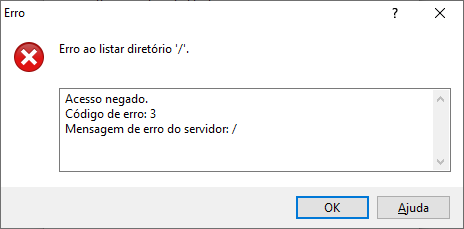 Erro
Erro ao listar diretório '/'.
Acesso negado.
Código de erro: 3
Mensagem de erro do servidor: /
OK
Ajuda